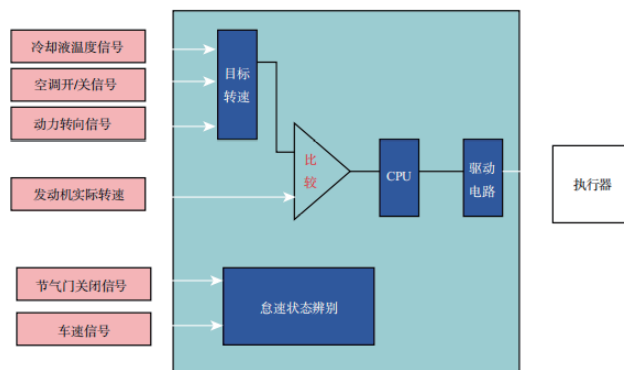 冷却液温度信号
空调开/关信号
动力转向信号
发动机实际转速
节气门关闭信号
车速信号
目标
转速
比
较
CPU
驱动
电路
怠速状态辨别
执行器